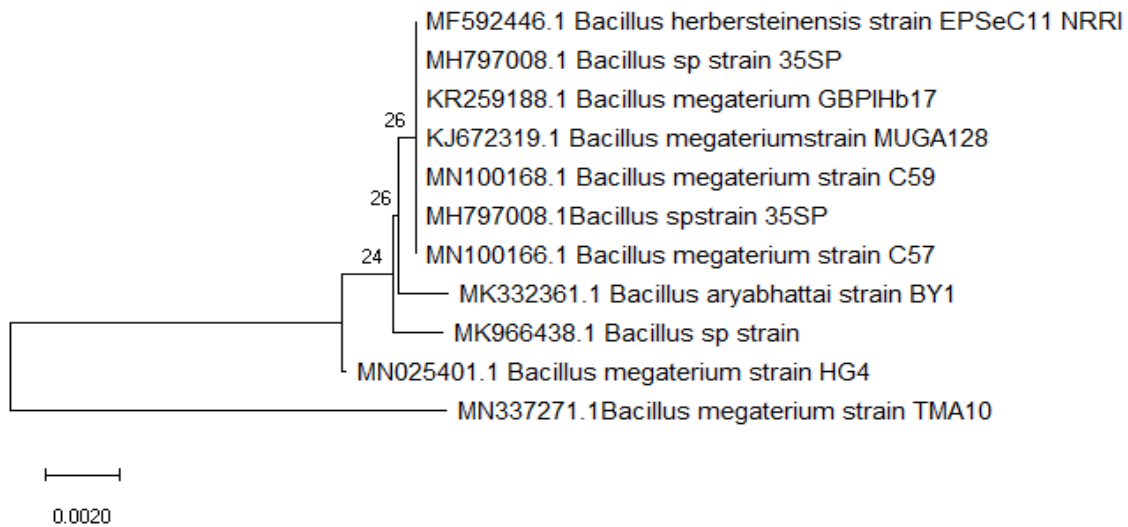 MF592446.1 Bacillus herbersteinensis strain EPSeC11 NRRI
MH797008.1 Bacillus sp strain 35SP
KR259188.1 Bacillus megaterium GBPIHb17
26
KJ672319.1 Bacillus megateriumstrain MUGA128
MN100168.1 Bacillus megaterium strain C59
26
MH797008.1Bacillus spstrain 35SP
24
MN100166.1 Bacillus megaterium strain C57
MK332361.1 Bacillus aryabhattai strain BY1
MK966438.1 Bacillus sp strain
MN025401.1 Bacillus megaterium strain HG4
MN337271.1Bacillus megaterium strain TMA10
0.0020